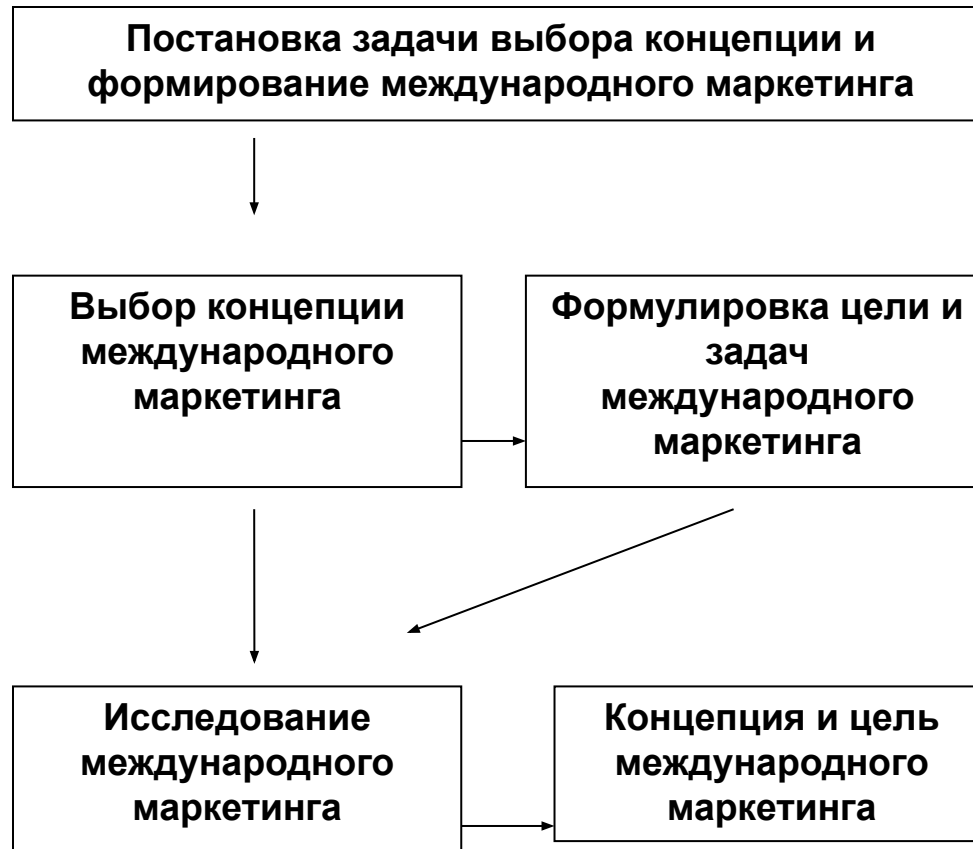 Постановка задачи выбора концепции и
формирование международного маркетинга
Выбор концепции
международного
маркетинга
Формулировка цели и
задач
международного
маркетинга
Исследование
международного
маркетинга
Концепция и цель
международного
маркетинга